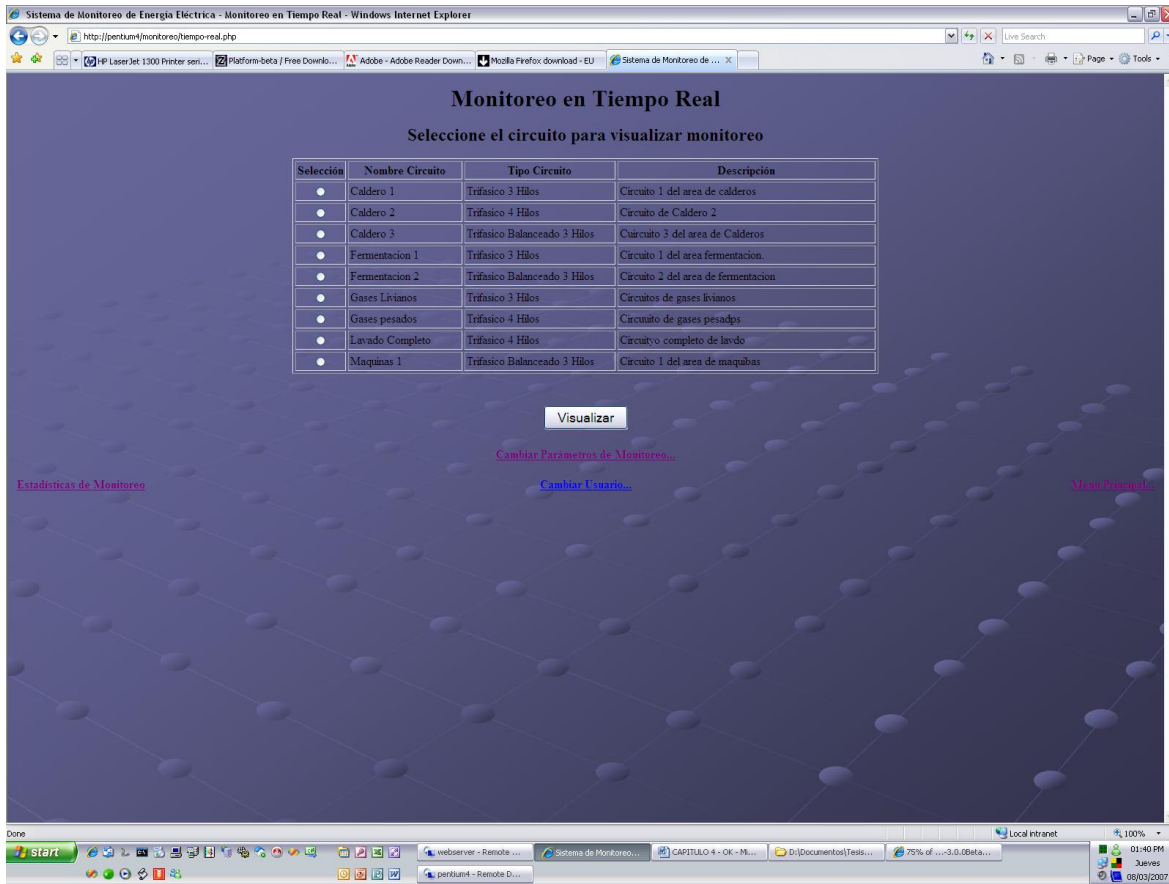 Sistema de Monitoreo de Energía Eléctrica - Monitoreo en Tiempo Real - Windows Internet Explorer
http://pentium4/monitoreo/tiempo-real.php
Live Search
HP LaserJet 1300 Printer seri... Platform-beta / Free Downlo... Adobe - Adobe Reader Down... Mozilla Firefox download - EU Sistema de Monitoreo de ... Page Tools
Monitoreo en Tiempo Real
Seleccione el circuito para visualizar monitoreo
Selección Nombre Circuito Tipo Circuito Descripción
Caldero 1 Trifasico 3 Hilos Circuito 1 del area de calderos
Caldero 2 Trifasico 4 Hilos Circuito de Caldero 2
Caldero 3 Trifasico Balanceado 3 Hilos Cuircuito 3 del area de Calderos
Fermentacion 1 Trifasico 3 Hilos Circuito 1 del area fermentacion.
Fermentacion 2 Trifasico Balanceado 3 Hilos Circuito 2 del area de fermentacion
Gases Livianos Trifasico 3 Hilos Circuitos de gases livianos
Gases pesados Trifasico 4 Hilos Circuuito de gases pesadps
Lavado Completo Trifasico 4 Hilos Circuityo completo de lavdo
Maquinas 1 Trifasico Balanceado 3 Hilos Circuito 1 del area de maquibas
Visualizar
Cambiar Parámetros de Monitoreo...
Estadísticas de Monitoreo Cambiar Usuario... Menu Principal...
Done Local intranet 100%
start webserver - Remote ... Sistema de Monitoreo... CAPITULO 4 - OK - Mi... D:\Documentos\Tesis... 75% of ...-3.0.0Beta... 01:40 PM
Jueves
pentium4 - Remote D... 08/03/2007